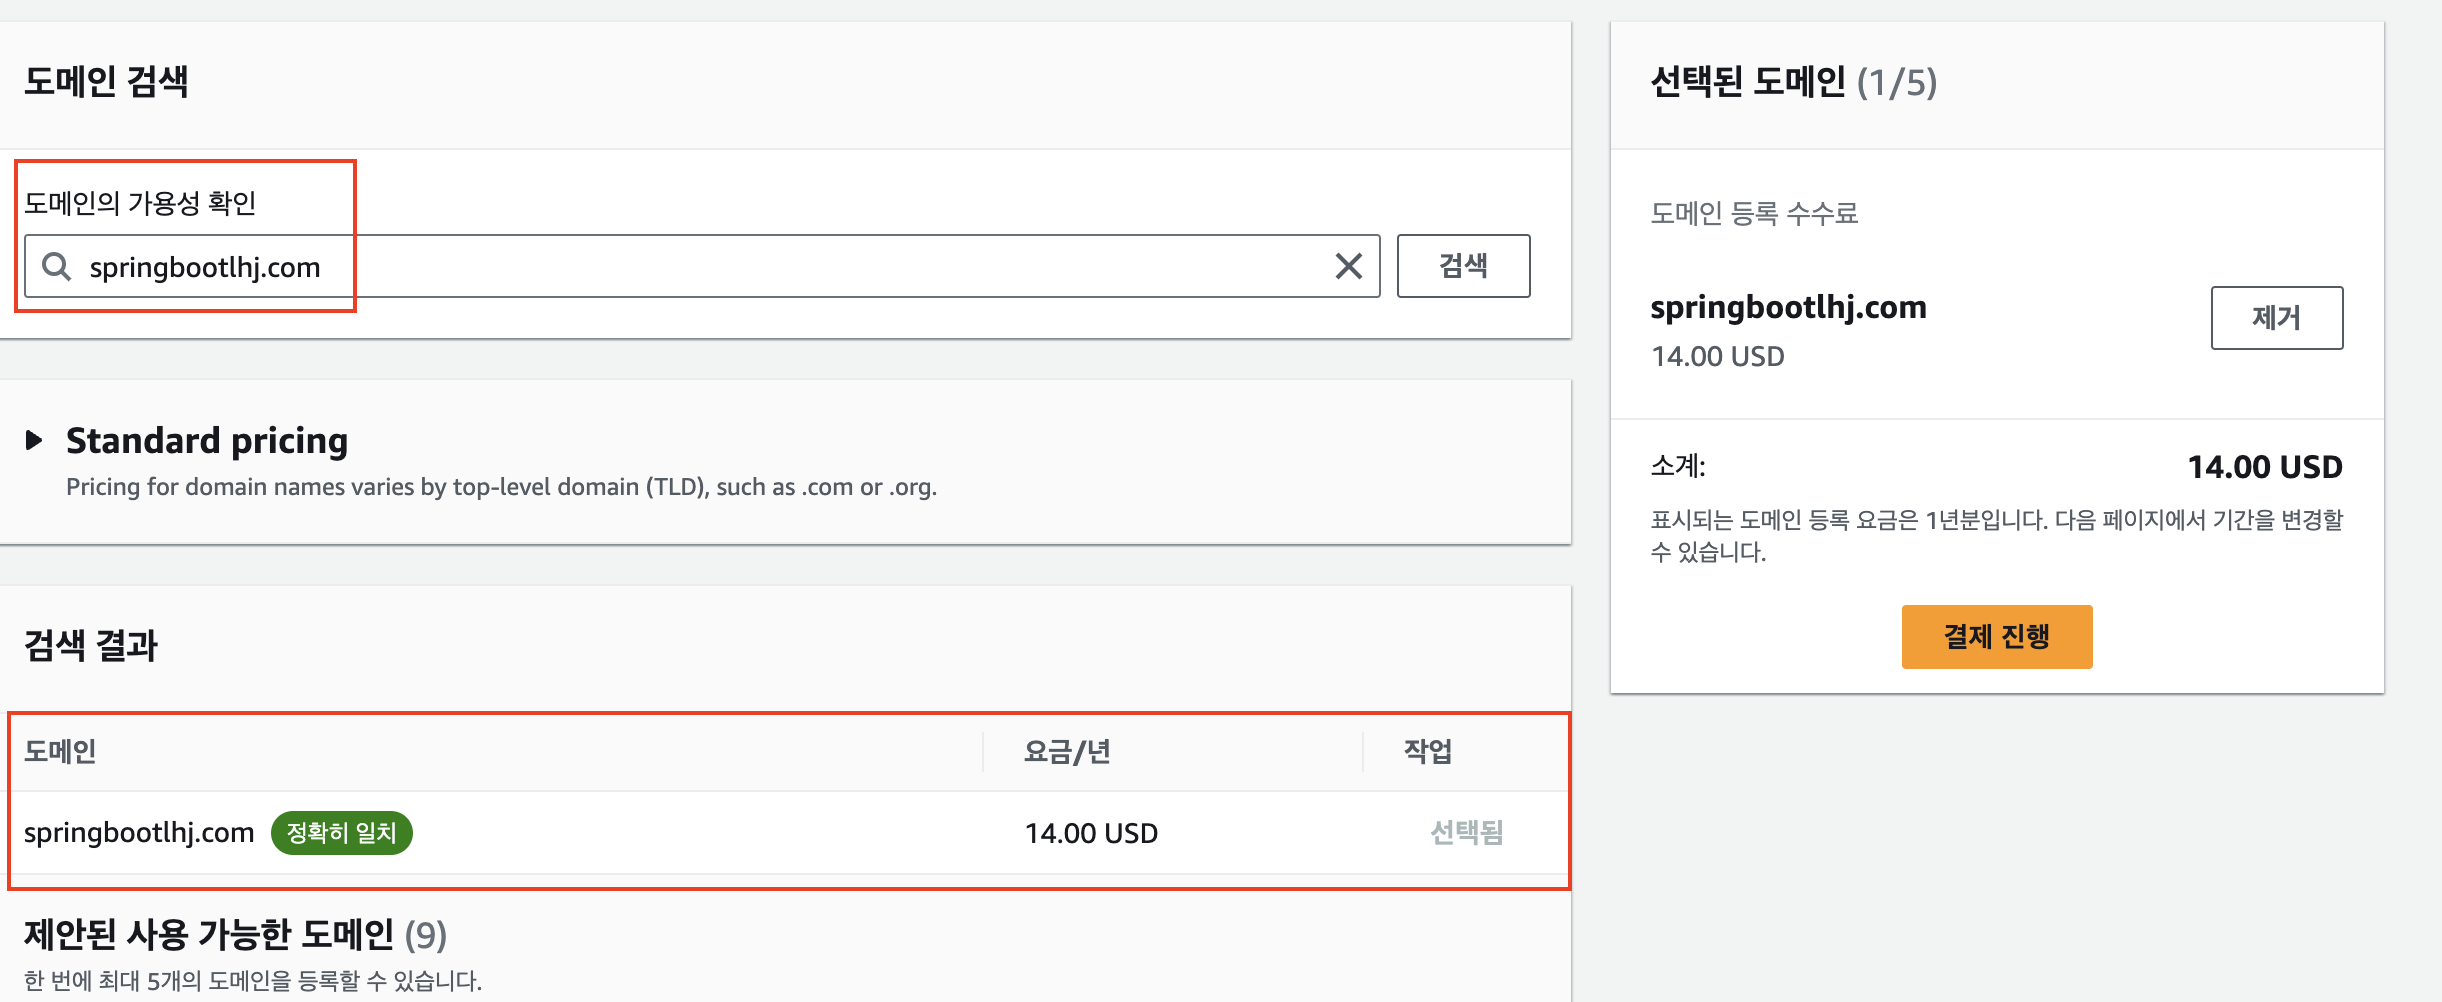 도메인 검색
도메인의 가용성 확인
springbootlhj.com
검색
Standard pricing
Pricing for domain names varies by top-level domain (TLD), such as .com or .org.
검색 결과
도메인 요금/년 작업
springbootlhj.com 정확히 일치 14.00 USD 선택됨
제안된 사용 가능한 도메인 (9)
한 번에 최대 5개의 도메인을 등록할 수 있습니다.
선택된 도메인 (1/5)
도메인 등록 수수료
springbootlhj.com
14.00 USD
제거
소계: 14.00 USD
표시되는 도메인 등록 요금은 1년분입니다. 다음 페이지에서 기간을 변경할
수 있습니다.
결제 진행